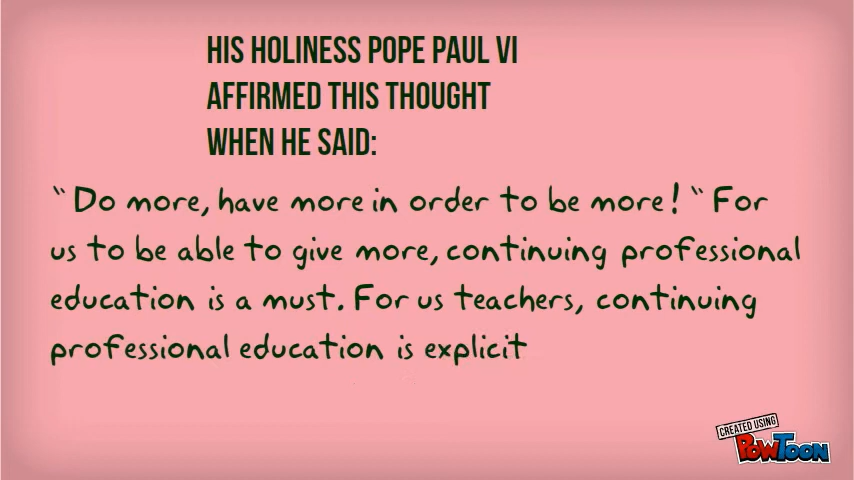 HIS HOLINESS POPE PAUL VI
AFFIRMED THIS THOUGHT
WHEN HE SAID:
“Do more, have more in order to be more! “ For
us to be able to give more, continuing professional
education is a must. For us teachers, continuing
professional education is explicit
CREATED USING
POWTOON